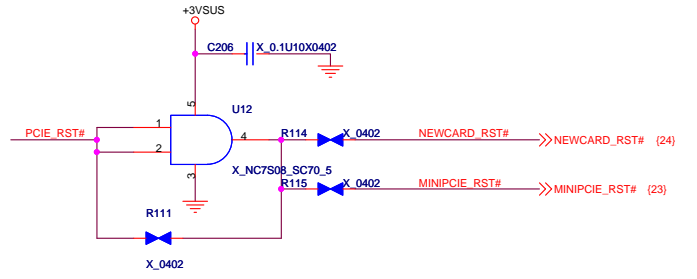 +3VSUS
C206 X_0.1U10X0402
5 U12
PCIE_RST# 1 4 R114 X_0402 NEWCARD_RST# NEWCARD_RST# {24}
2
3 X_NC7S08_SC70_5
R115 X_0402 MINIPCIE_RST# MINIPCIE_RST# {23}
R111
X_0402